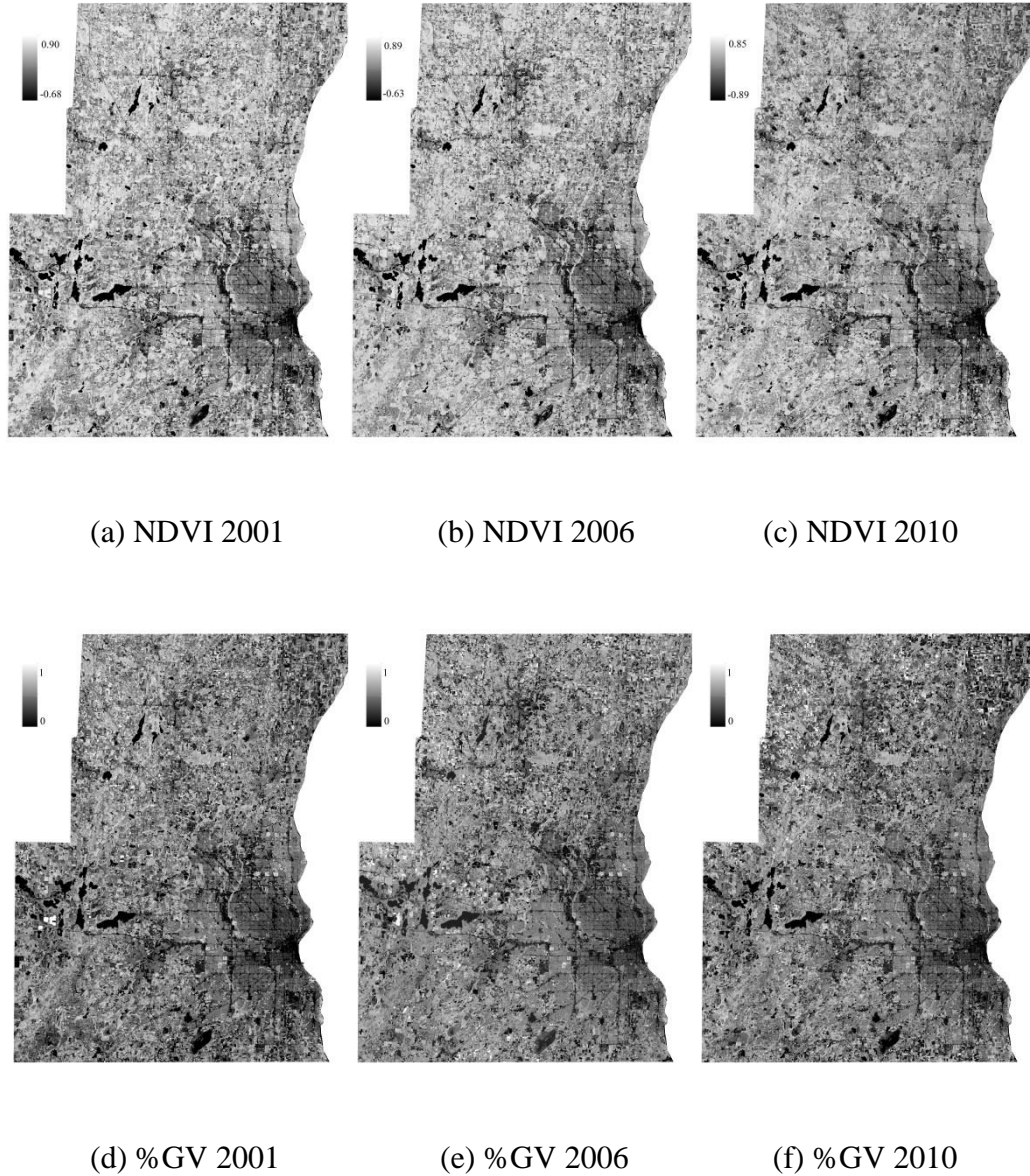 0.90
-0.68
0.89
-0.63
0.85
-0.89
(a) NDVI 2001
(b) NDVI 2006
(c) NDVI 2010
1
0
1
0
1
0
(d) %GV 2001
(e) %GV 2006
(f) %GV 2010